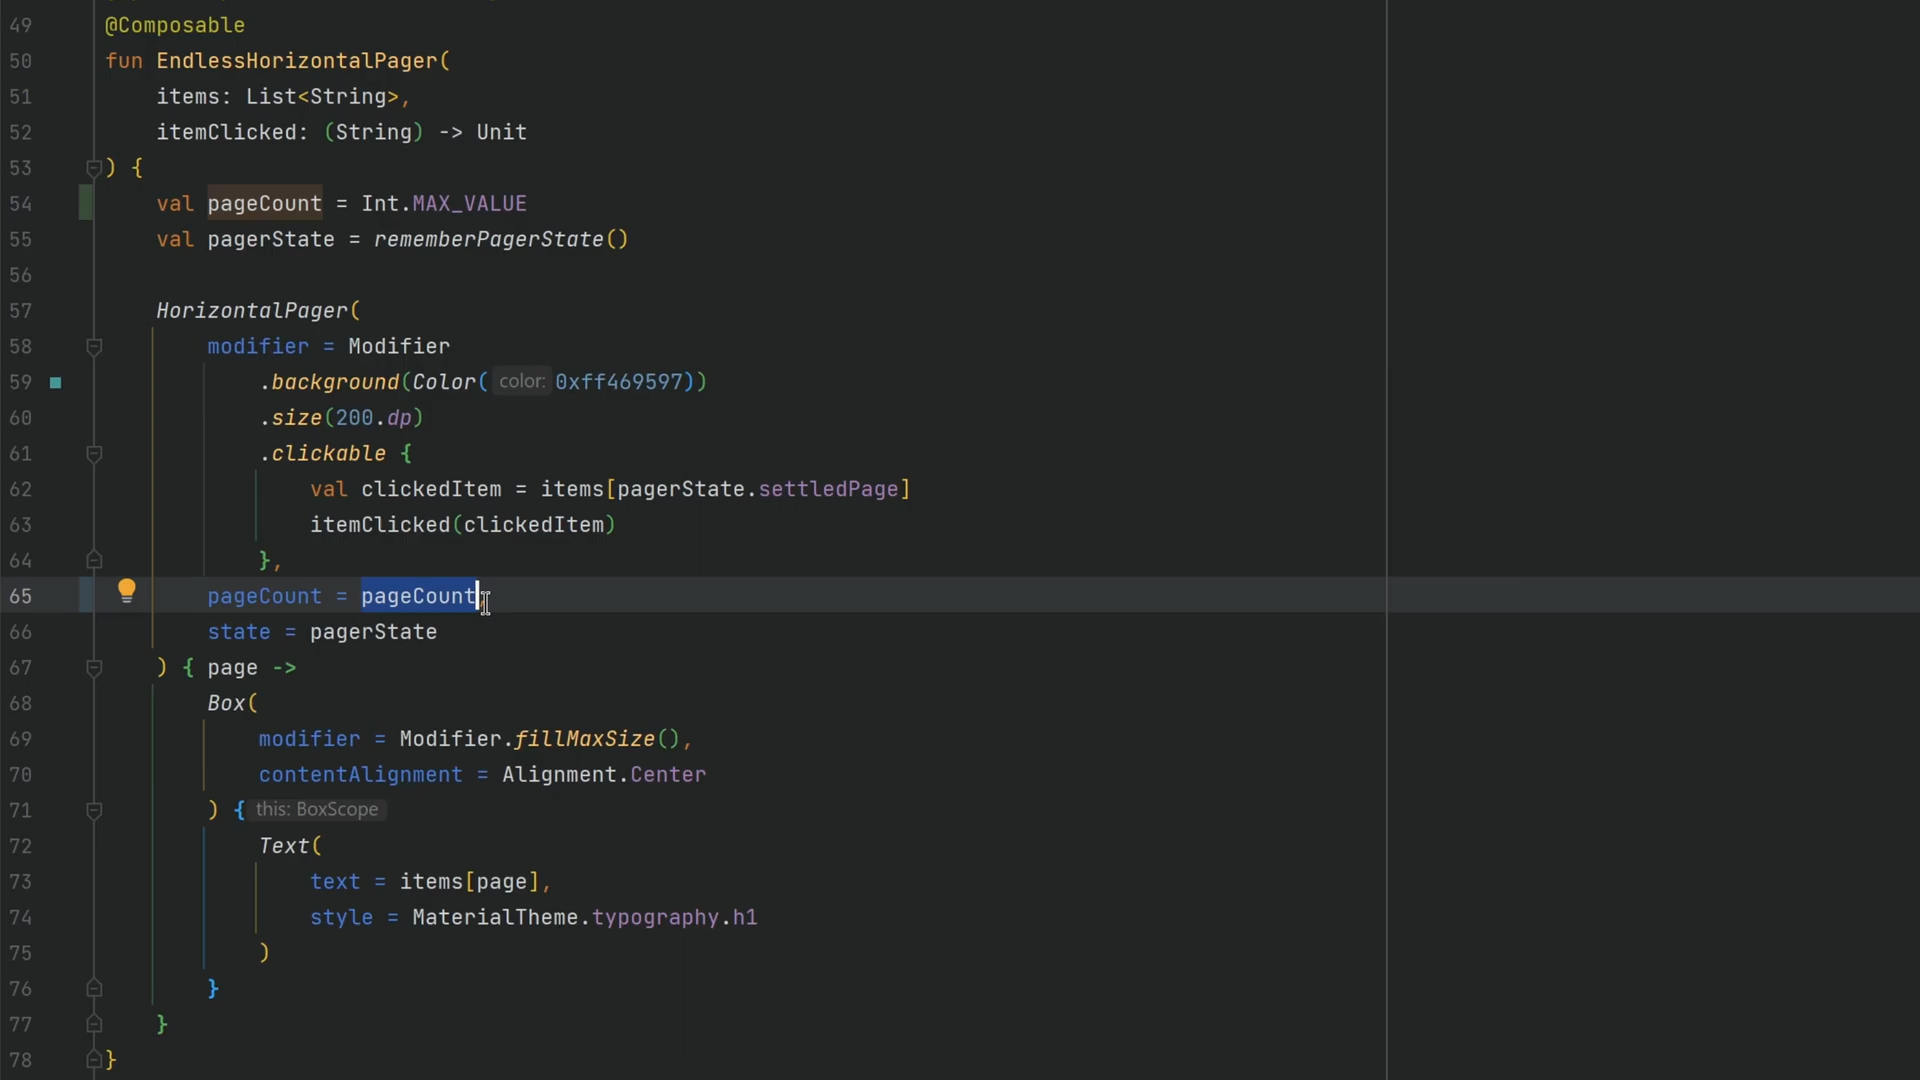 49 @Composable
50 fun EndlessHorizontalPager(
51     items: List<String>,
52     itemClicked: (String) -> Unit
53 ) {
54     val pageCount = Int.MAX_VALUE
55     val pagerState = rememberPagerState()
56
57     HorizontalPager(
58         modifier = Modifier
59             .background(Color( color: 0xff469597))
60             .size(200.dp)
61             .clickable {
62                 val clickedItem = items[pagerState.settledPage]
63                 itemClicked(clickedItem)
64             },
65         pageCount = pageCount,
66         state = pagerState
67     ) { page ->
68         Box(
69             modifier = Modifier.fillMaxSize(),
70             contentAlignment = Alignment.Center
71         ) { this: BoxScope
72             Text(
73                 text = items[page],
74                 style = MaterialTheme.typography.h1
75             )
76         }
77     }
78 }